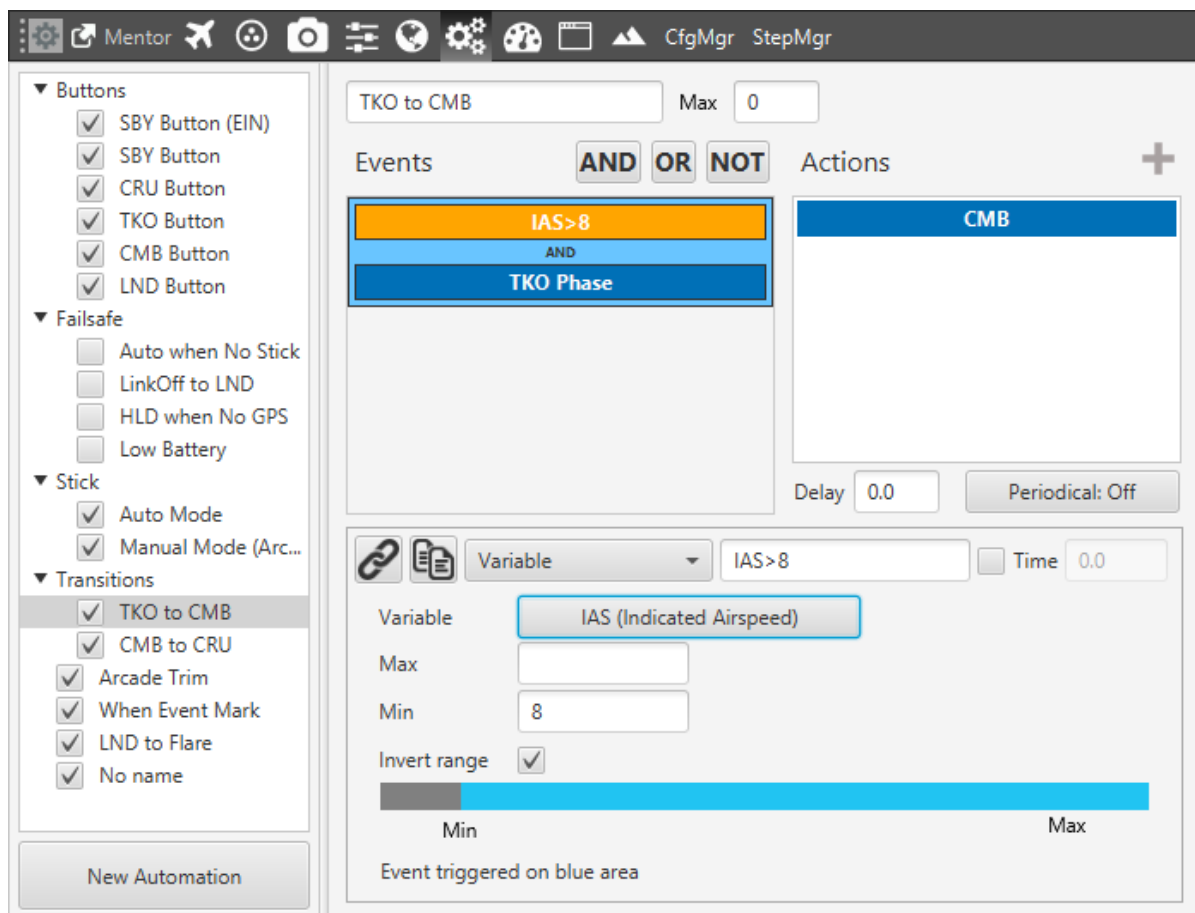 Mentor CfgMgr StepMgr
Buttons
SBY Button (EIN)
SBY Button
CRU Button
TKO Button
CMB Button
LND Button
Failsafe
Auto when No Stick
LinkOff to LND
HLD when No GPS
Low Battery
Stick
Auto Mode
Manual Mode (Arc...
Transitions
TKO to CMB
CMB to CRU
Arcade Trim
When Event Mark
LND to Flare
No name
New Automation
TKO to CMB Max 0
Events AND OR NOT Actions
IAS>8
AND
TKO Phase
CMB
Delay 0.0 Periodical: Off
Variable IAS>8 Time 0.0
Variable IAS (Indicated Airspeed)
Max
Min 8
Invert range
Min Max
Event triggered on blue area